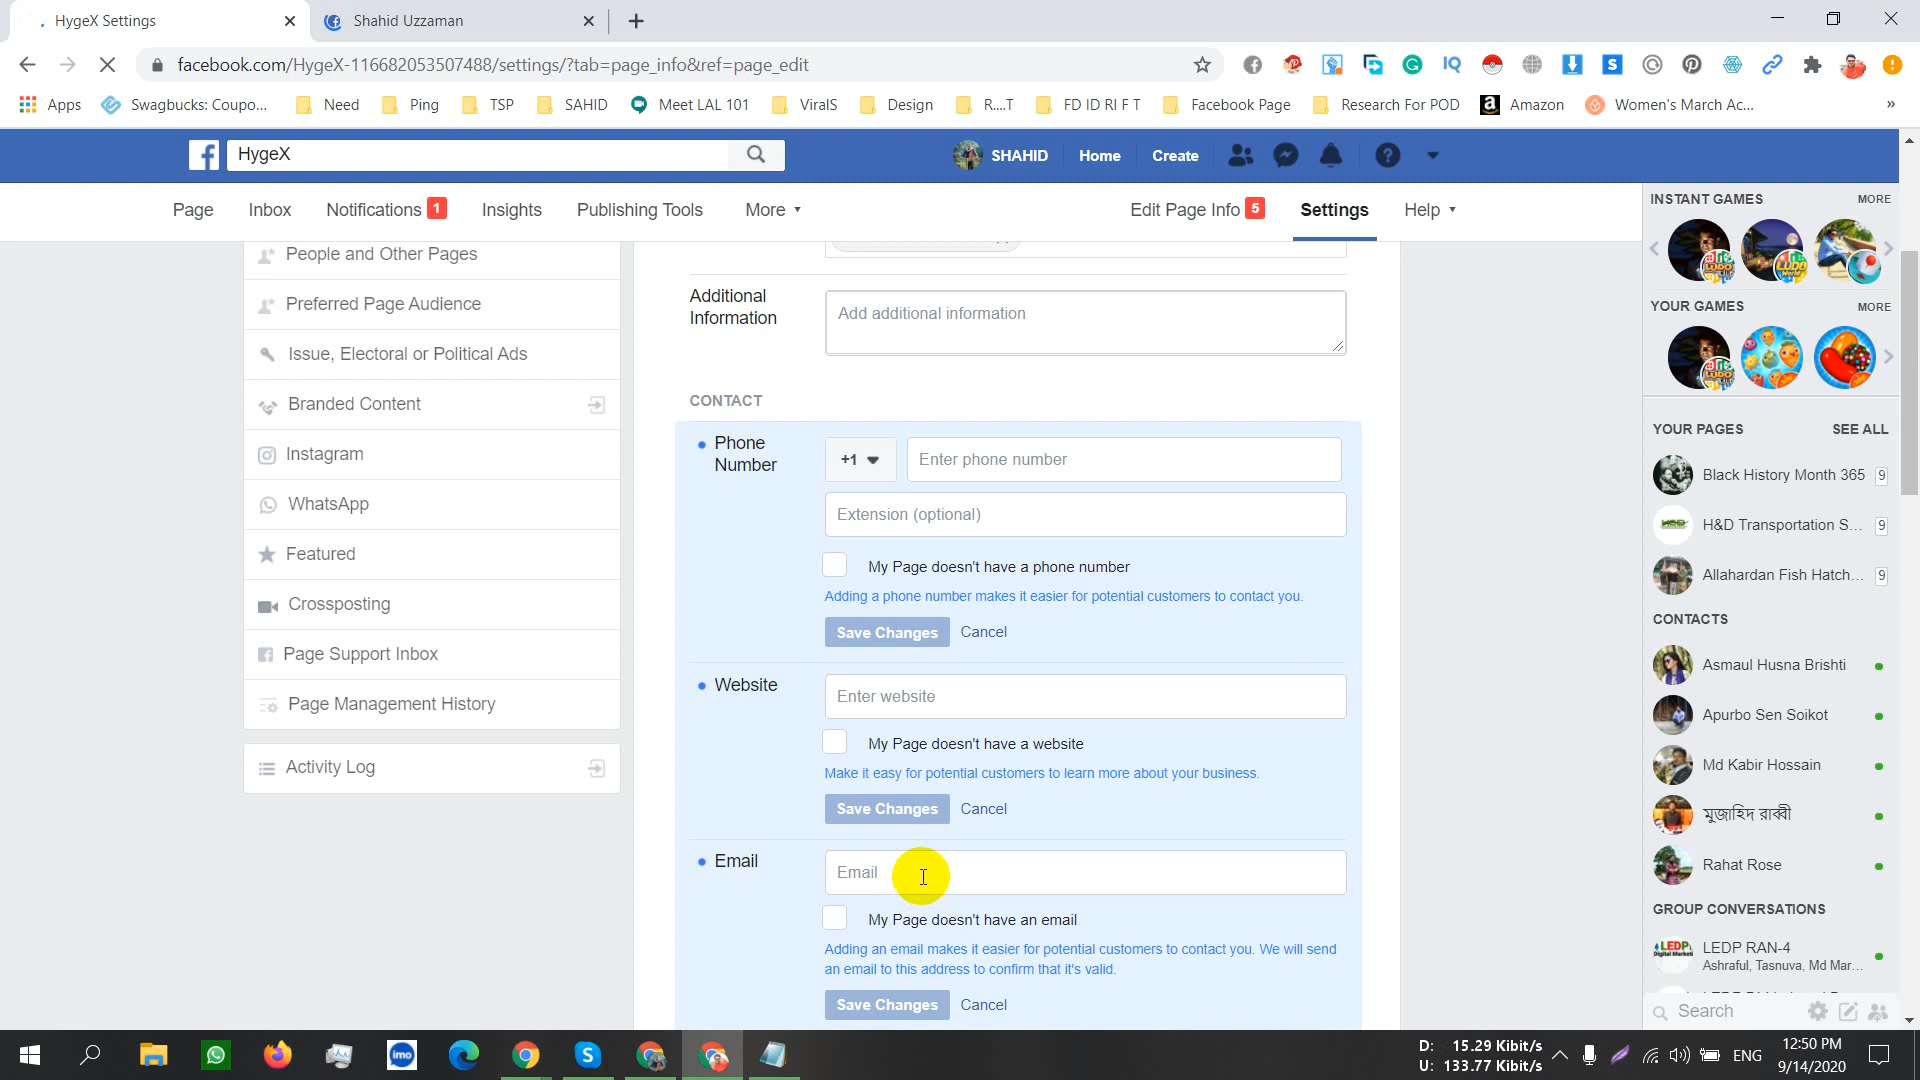 HygeX Settings
Shahid Uzzaman
facebook.com/HygeX-116682053507488/settings/?tab=page_info&ref=page_edit
Apps
Swagbucks: Coupo...
Need
Ping
TSP
SAHID
Meet LAL 101
ViralS
Design
R....T
FD ID RI F T
Facebook Page
Research For POD
Amazon
Women's March Ac...
HygeX
SHAHID
Home
Create
Page
Inbox
Notifications 1
Insights
Publishing Tools
More
Edit Page Info 5
Settings
Help
People and Other Pages
Preferred Page Audience
Issue, Electoral or Political Ads
Branded Content
Instagram
WhatsApp
Featured
Crossposting
Page Support Inbox
Page Management History
Activity Log
Additional
Information
Add additional information
CONTACT
Phone
Number
+1
Enter phone number
Extension (optional)
My Page doesn't have a phone number
Adding a phone number makes it easier for potential customers to contact you.
Save Changes
Cancel
Website
Enter website
My Page doesn't have a website
Make it easy for potential customers to learn more about your business.
Save Changes
Cancel
Email
Email
My Page doesn't have an email
Adding an email makes it easier for potential customers to contact you. We will send
an email to this address to confirm that it's valid.
Save Changes
Cancel
INSTANT GAMES
MORE
YOUR GAMES
MORE
YOUR PAGES
SEE ALL
Black History Month 365 9
H&D Transportation S... 9
Allahardan Fish Hatch... 9
CONTACTS
Asmaul Husna Brishti
Apurbo Sen Soikot
Md Kabir Hossain
মুজাহিদ রাব্বী
Rahat Rose
GROUP CONVERSATIONS
LEDP RAN-4
Ashraful, Tasnuva, Md Mar...
Search
D: 15.29 Kibit/s
U: 133.77 Kibit/s
ENG
12:50 PM
9/14/2020